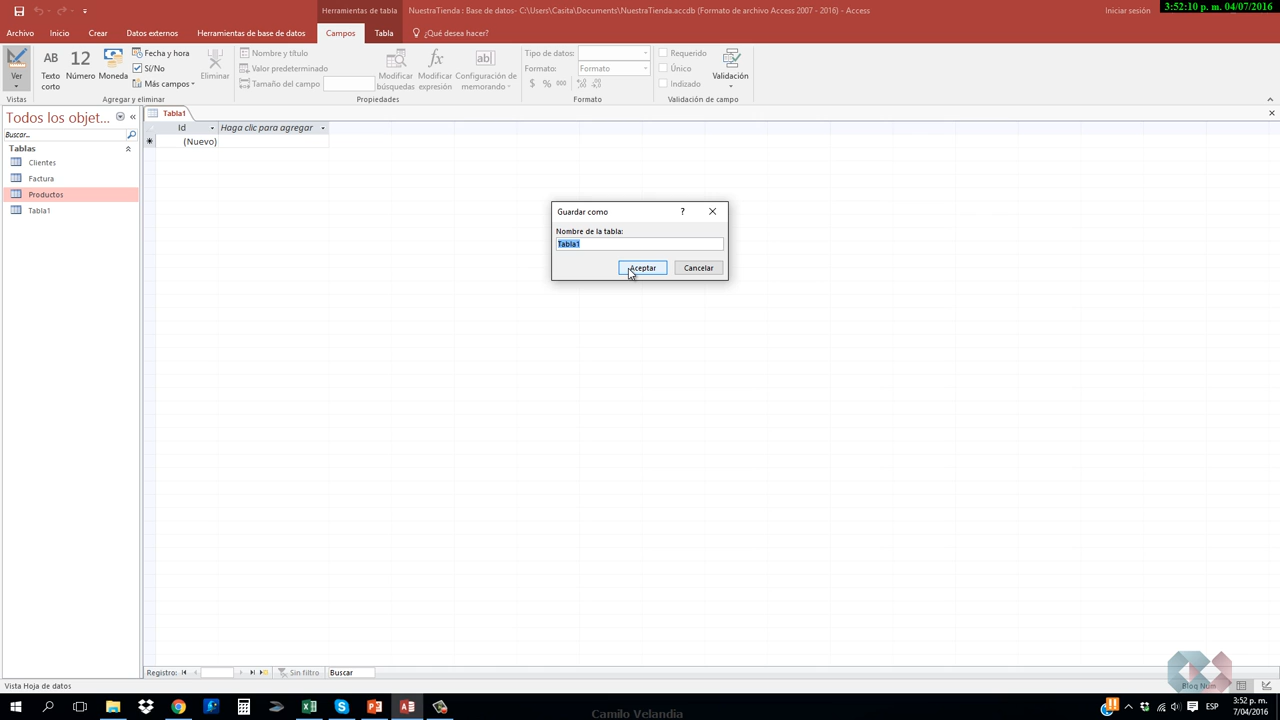 Herramientas de tabla
NuestraTienda : Base de datos- C:\Users\Casita\Documents\NuestraTienda.accdb (Formato de archivo Access 2007 - 2016) - Access
Iniciar sesión
3:52:10 p. m. 04/07/2016
Archivo Inicio Crear Datos externos Herramientas de base de datos Campos Tabla ¿Qué desea hacer?
Ver
Vistas
AB Texto corto
12 Número
Moneda
Fecha y hora
Sí/No
Más campos
Eliminar
Agregar y eliminar
Nombre y título
Valor predeterminado
Tamaño del campo
Modificar búsquedas
fx Modificar expresión
ab| Configuración de memorando
Propiedades
Tipo de datos:
Formato: Formato
$ % 000
Formato
Requerido
Único
Indizado
Validación
Validación de campo
Todos los objet...
Buscar...
Tablas
Clientes
Factura
Productos
Tabla1
Tabla1
Id Haga clic para agregar
(Nuevo)
Guardar como ?
Nombre de la tabla:
Tabla1
Aceptar Cancelar
Registro: Sin filtro Buscar
Vista Hoja de datos
Bloq Num
ESP
3:52 p. m.
7/04/2016
Camilo Velandia